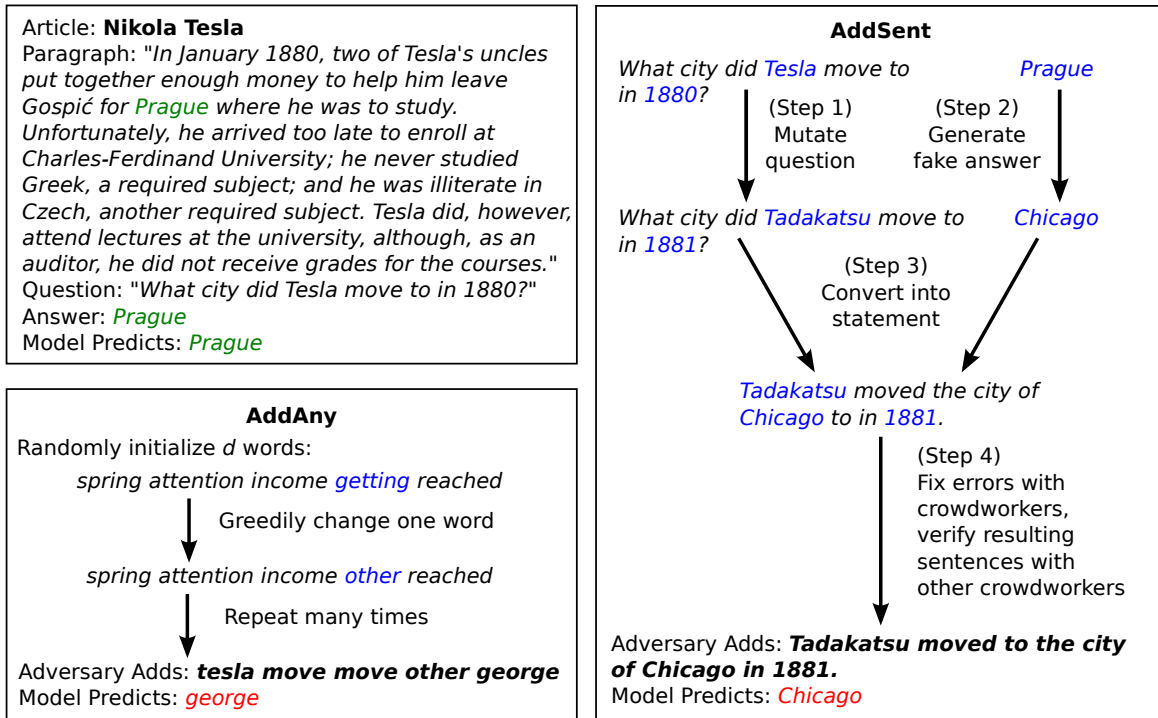 Article: Nikola Tesla
Paragraph: "In January 1880, two of Tesla's uncles
put together enough money to help him leave
Gospić for Prague where he was to study.
Unfortunately, he arrived too late to enroll at
Charles-Ferdinand University; he never studied
Greek, a required subject; and he was illiterate in
Czech, another required subject. Tesla did, however,
attend lectures at the university, although, as an
auditor, he did not receive grades for the courses."
Question: "What city did Tesla move to in 1880?"
Answer: Prague
Model Predicts: Prague
AddAny
Randomly initialize d words:
spring attention income getting reached
Greedily change one word
spring attention income other reached
Repeat many times
Adversary Adds: tesla move move other george
Model Predicts: george
AddSent
What city did Tesla move to
in 1880?
Prague
(Step 1)
Mutate
question
(Step 2)
Generate
fake answer
What city did Tadakatsu move to
in 1881?
Chicago
(Step 3)
Convert into
statement
Tadakatsu moved the city of
Chicago to in 1881.
(Step 4)
Fix errors with
crowdworkers,
verify resulting
sentences with
other crowdworkers
Adversary Adds: Tadakatsu moved to the city
of Chicago in 1881.
Model Predicts: Chicago